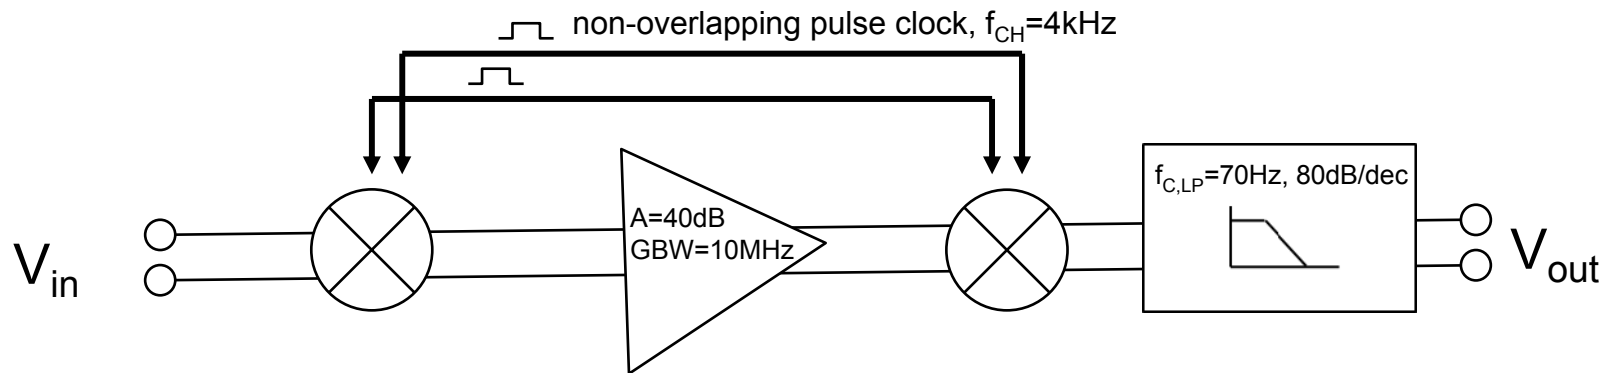 non-overlapping pulse clock, f_CH=4kHz
f_C,LP=70Hz, 80dB/dec
A=40dB
GBW=10MHz
V_in
V_out